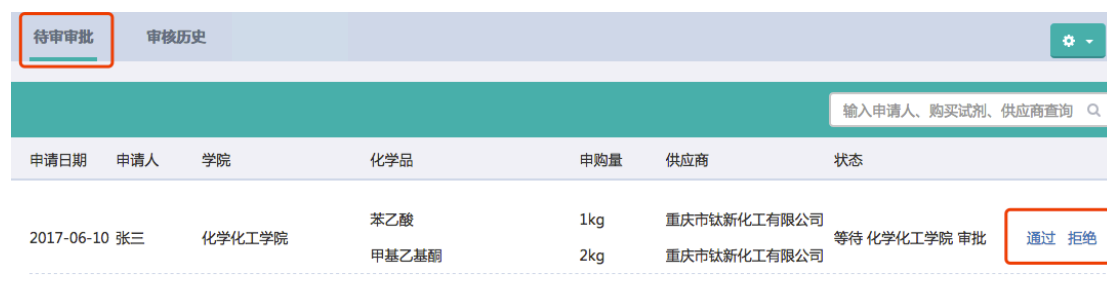 待审审批 审核历史
输入申请人、购买试剂、供应商查询
申请日期 申请人 学院 化学品 申购量 供应商 状态
苯乙酸 1kg 重庆市钛新化工有限公司
2017-06-10 张三 化学化工学院 等待 化学化工学院 审批 通过 拒绝
甲基乙基酮 2kg 重庆市钛新化工有限公司